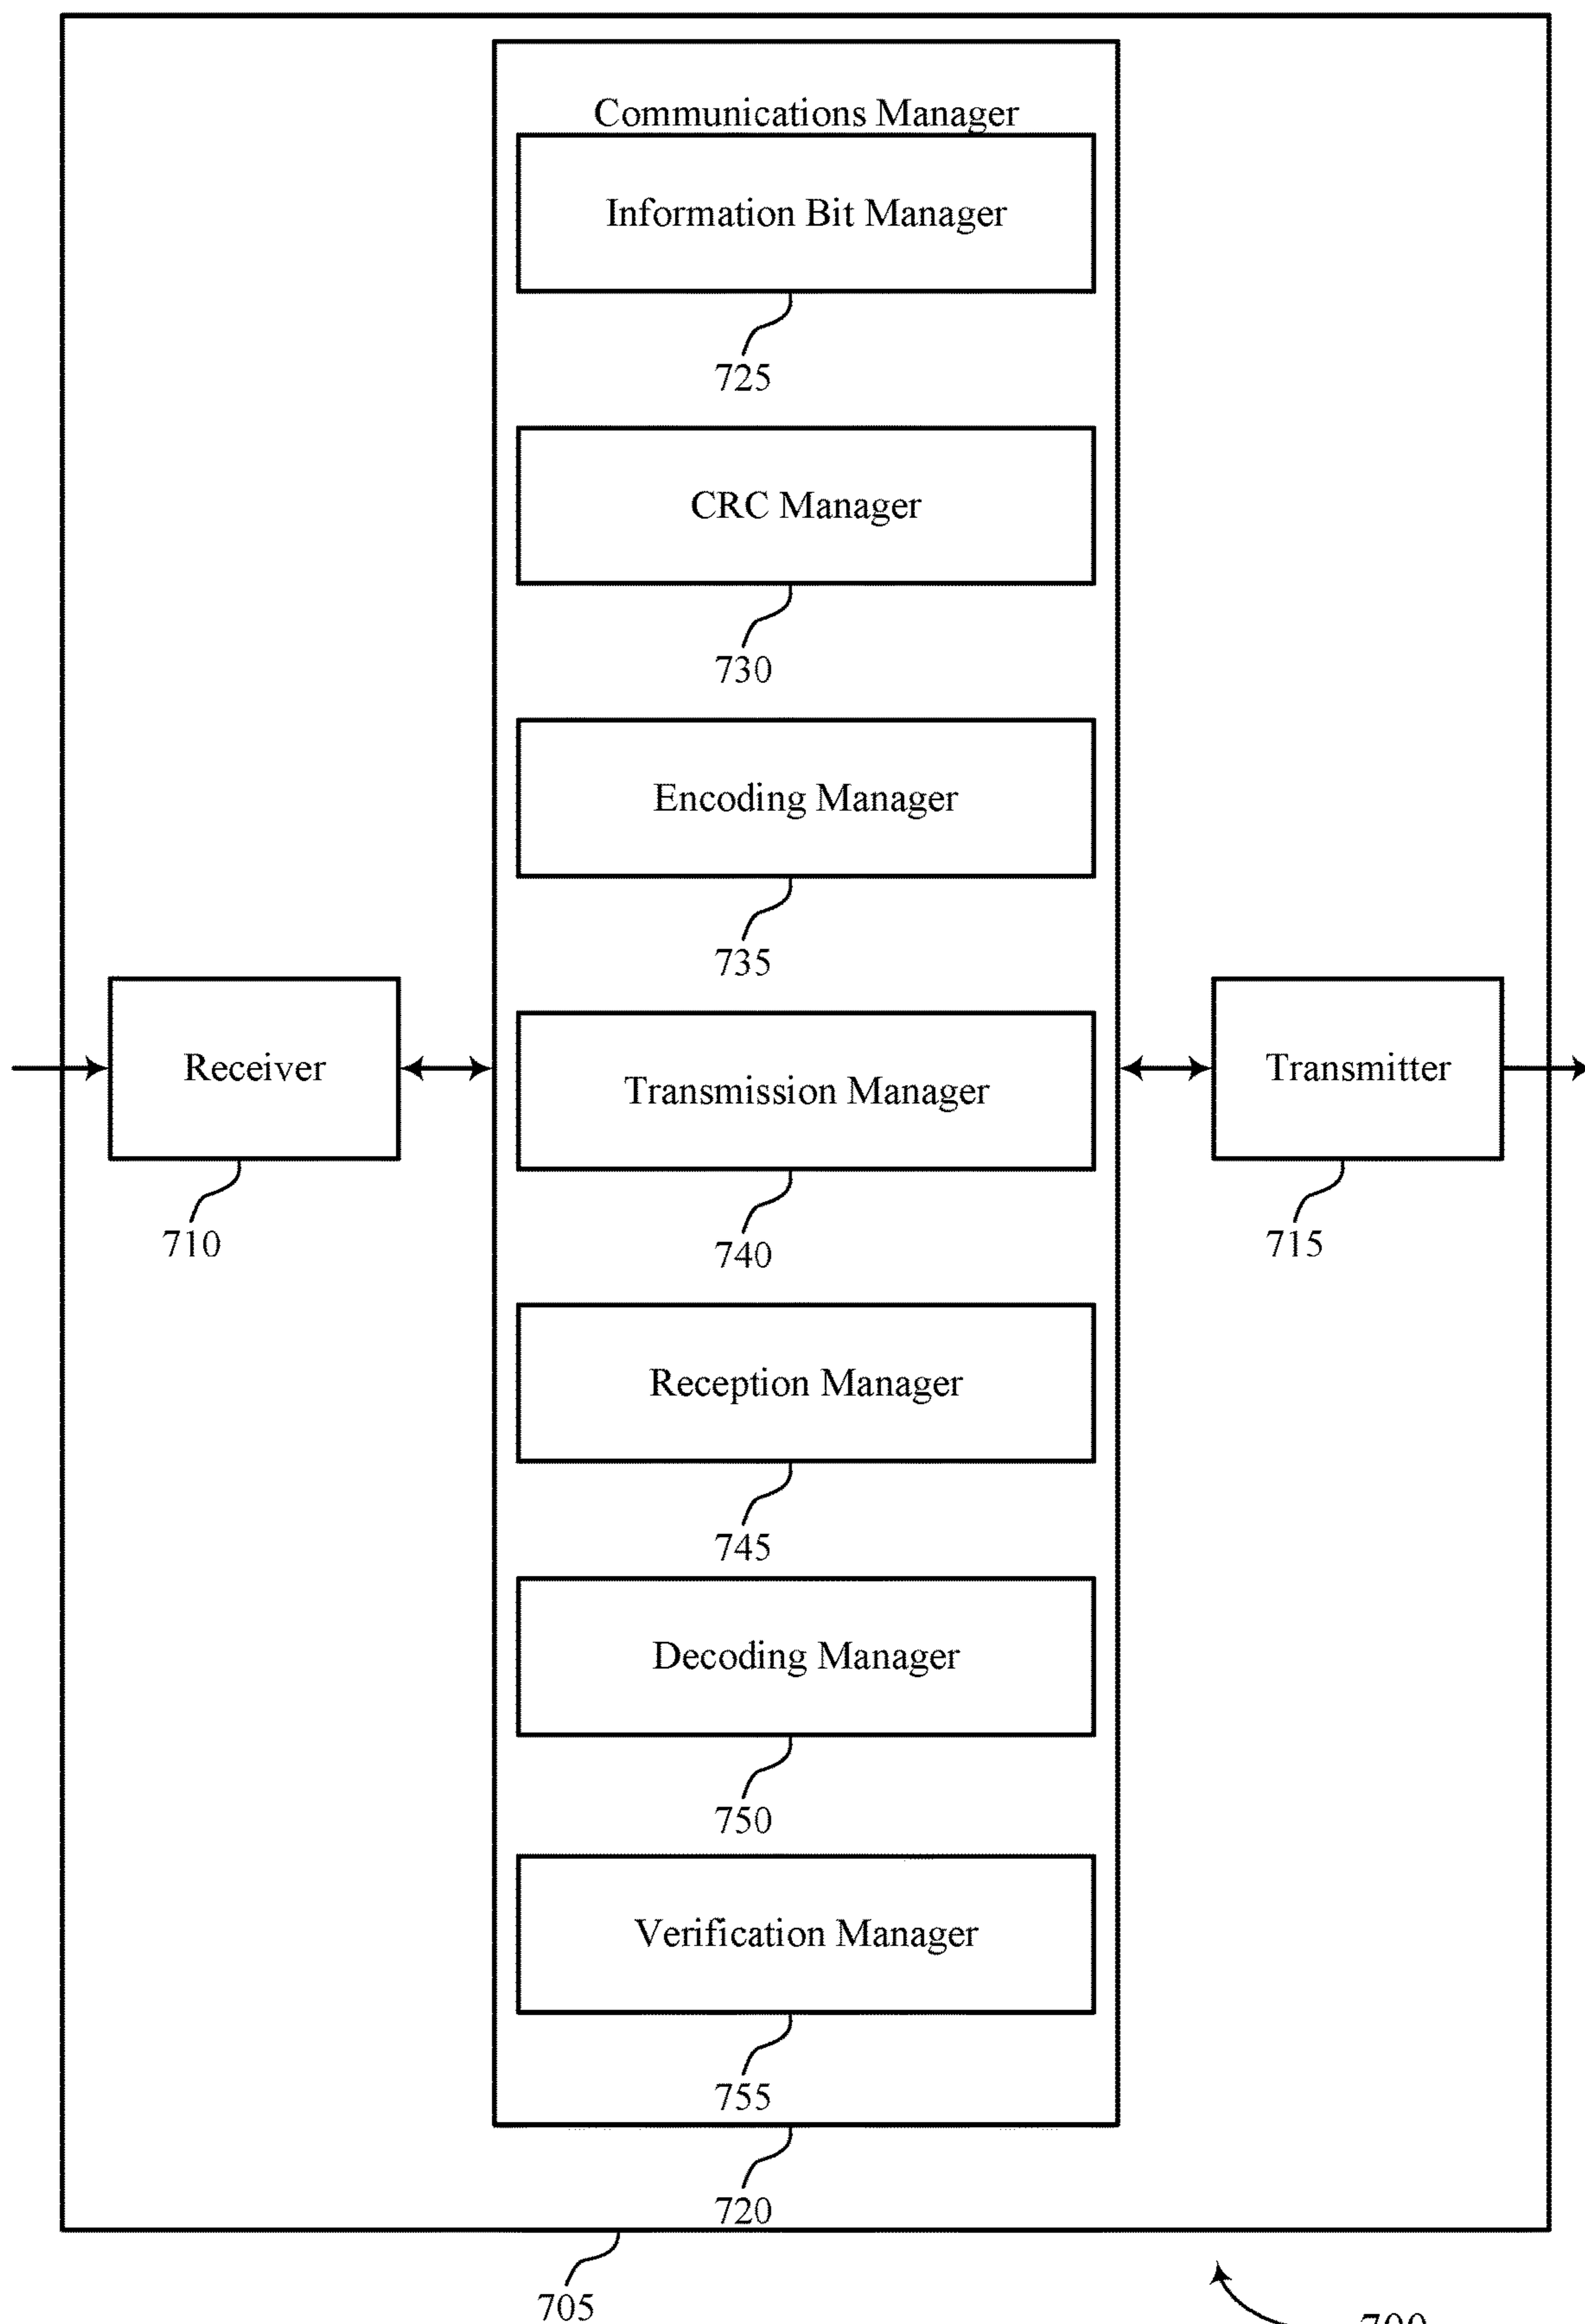 Communications Manager
Information Bit Manager
725
CRC Manager
730
Encoding Manager
735
Receiver
710
Transmission Manager
740
Transmitter
715
Reception Manager
745
Decoding Manager
750
Verification Manager
755
720
705
700